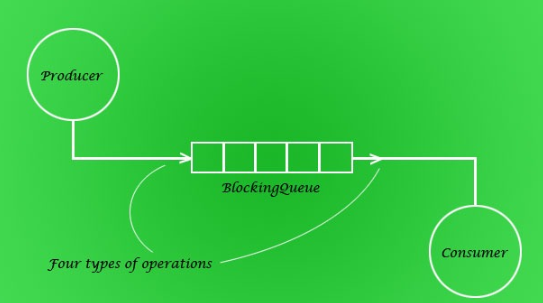 Producer
BlockingQueue
Consumer
Four types of operations